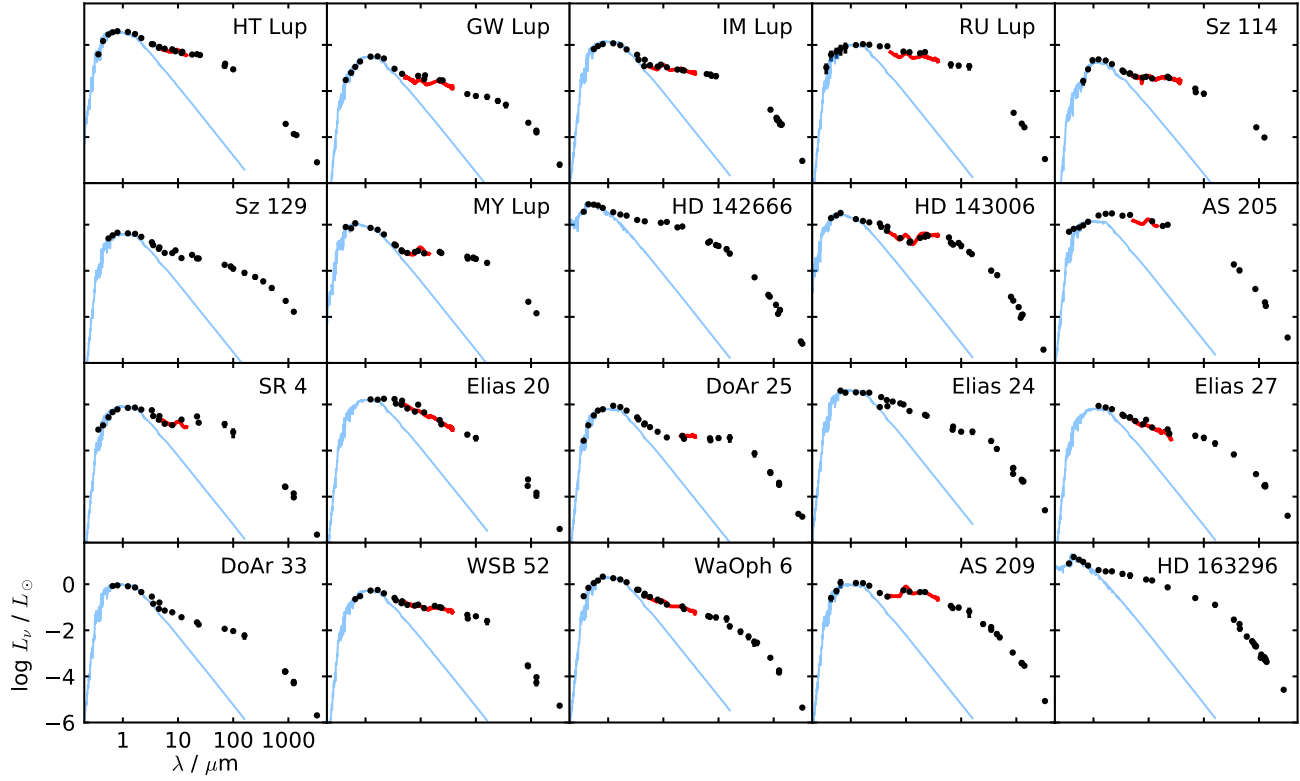 HT Lup
GW Lup
IM Lup
RU Lup
Sz 114
Sz 129
MY Lup
HD 142666
HD 143006
AS 205
SR 4
Elias 20
DoAr 25
Elias 24
Elias 27
DoAr 33
WSB 52
WaOph 6
AS 209
HD 163296
0
−2
−4
−6
log Lν / L⊙
1 10 100 1000
λ / μm